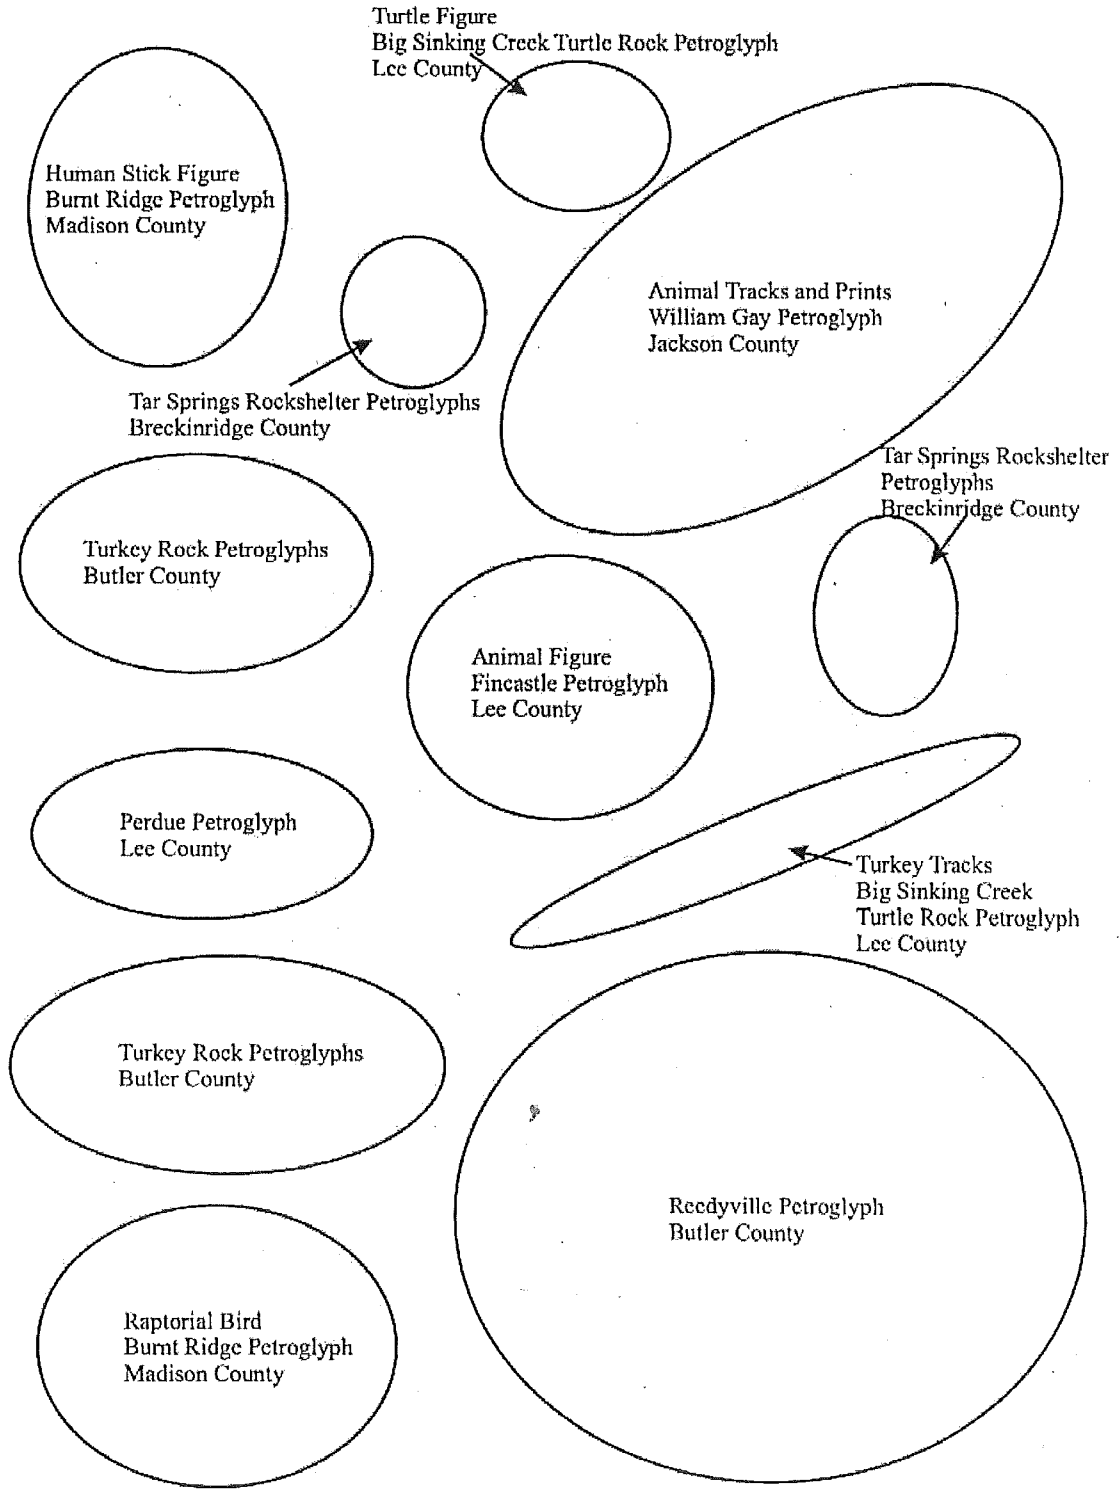 Turtle Figure
Big Sinking Creek Turtle Rock Petroglyph
Lee County
Human Stick Figure
Burnt Ridge Petroglyph
Madison County
Animal Tracks and Prints
William Gay Petroglyph
Jackson County
Tar Springs Rockshelter Petroglyphs
Breckinridge County
Tar Springs Rockshelter
Petroglyphs
Breckinridge County
Turkey Rock Petroglyphs
Butler County
Animal Figure
Fincastle Petroglyph
Lee County
Perdue Petroglyph
Lee County
Turkey Tracks
Big Sinking Creek
Turtle Rock Petroglyph
Lee County
Turkey Rock Petroglyphs
Butler County
Reedyville Petroglyph
Butler County
Raptorial Bird
Burnt Ridge Petroglyph
Madison County